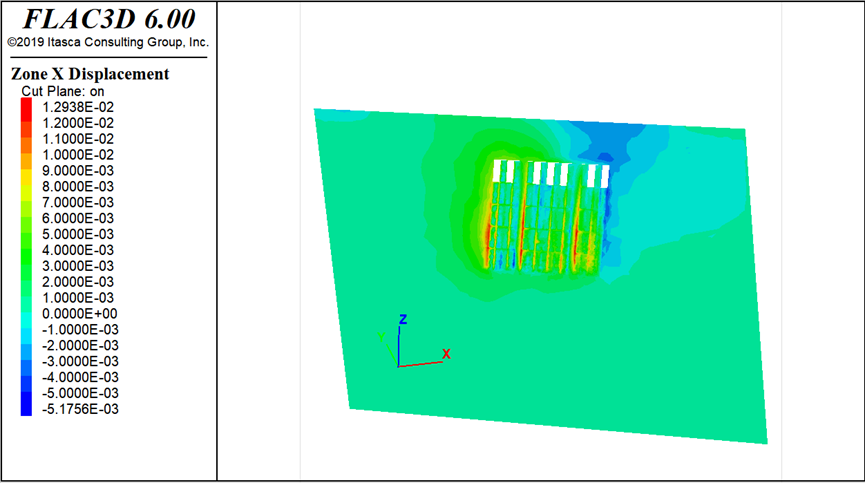 FLAC3D 6.00
©2019 Itasca Consulting Group, Inc.
Zone X Displacement
Cut Plane: on
1.2938E-02
1.2000E-02
1.1000E-02
1.0000E-02
9.0000E-03
8.0000E-03
7.0000E-03
6.0000E-03
5.0000E-03
4.0000E-03
3.0000E-03
2.0000E-03
1.0000E-03
0.0000E+00
-1.0000E-03
-2.0000E-03
-3.0000E-03
-4.0000E-03
-5.0000E-03
-5.1756E-03
Z
Y
X